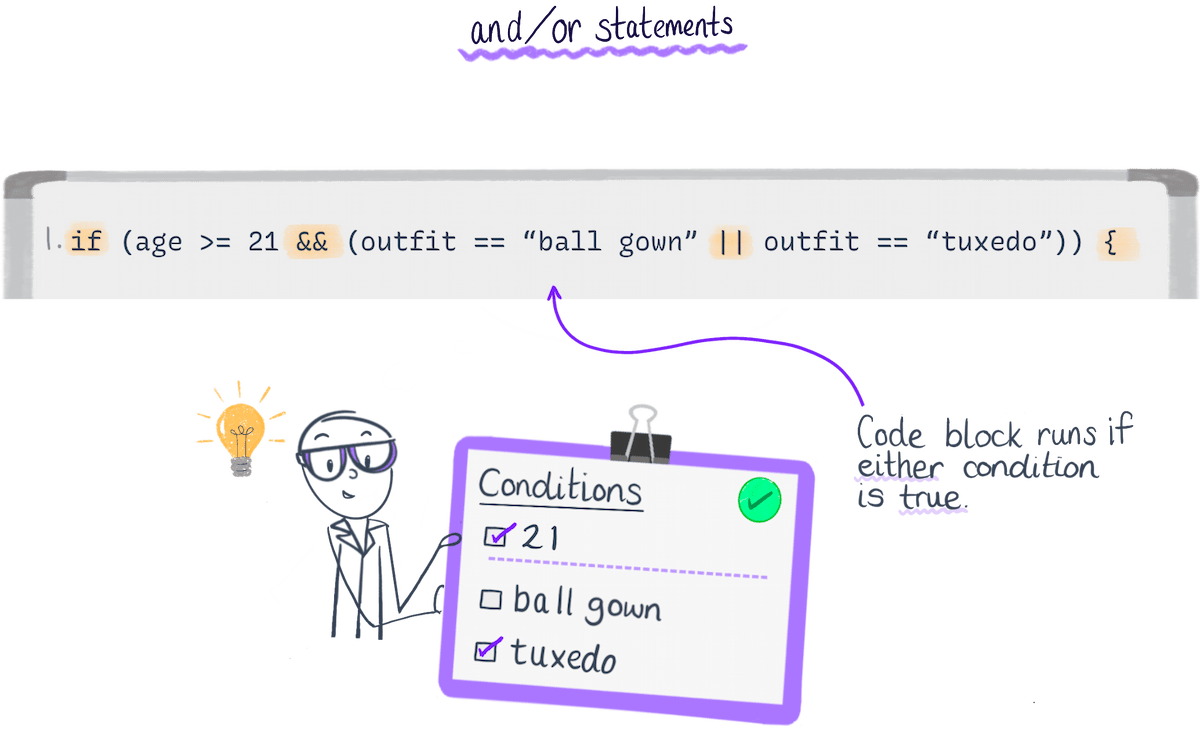 and/or statements
1. if (age >= 21 && (outfit == “ball gown” || outfit == “tuxedo”)) {
Code block runs if
either condition
is true.
Conditions
21
ball gown
tuxedo